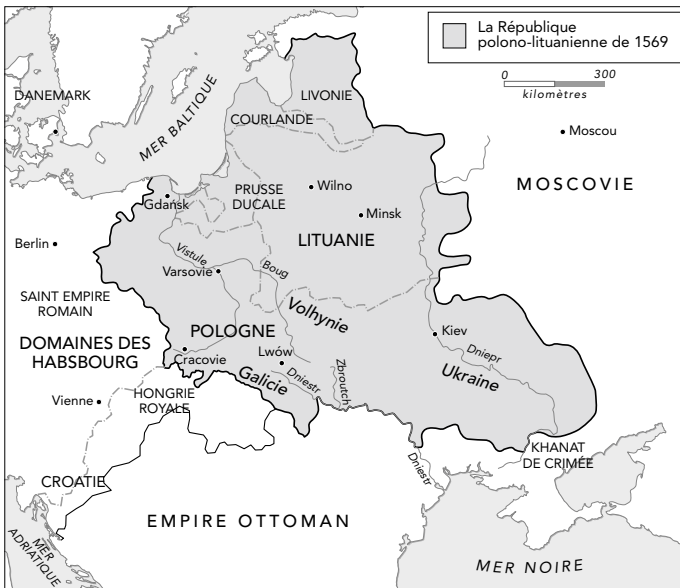 La République
polono-lituanienne de 1569
0 300
kilomètres
DANEMARK
MER BALTIQUE
LIVONIE
COURLANDE
Moscou
MOSCOVIE
Wilno
PRUSSE
DUCALE
Gdańsk
Minsk
LITUANIE
Berlin
Vistule
Varsovie
Boug
SAINT EMPIRE
ROMAIN
Volhynie
DOMAINES DES
HABSBOURG
POLOGNE
Kiev
Cracovie
Lwów
Dniepr
Zbroutch
Galicie
Dniestr
Ukraine
Vienne
HONGRIE
ROYALE
KHANAT
DE CRIMÉE
Dniestr
CROATIE
EMPIRE OTTOMAN
MER
ADRIATIQUE
MER NOIRE